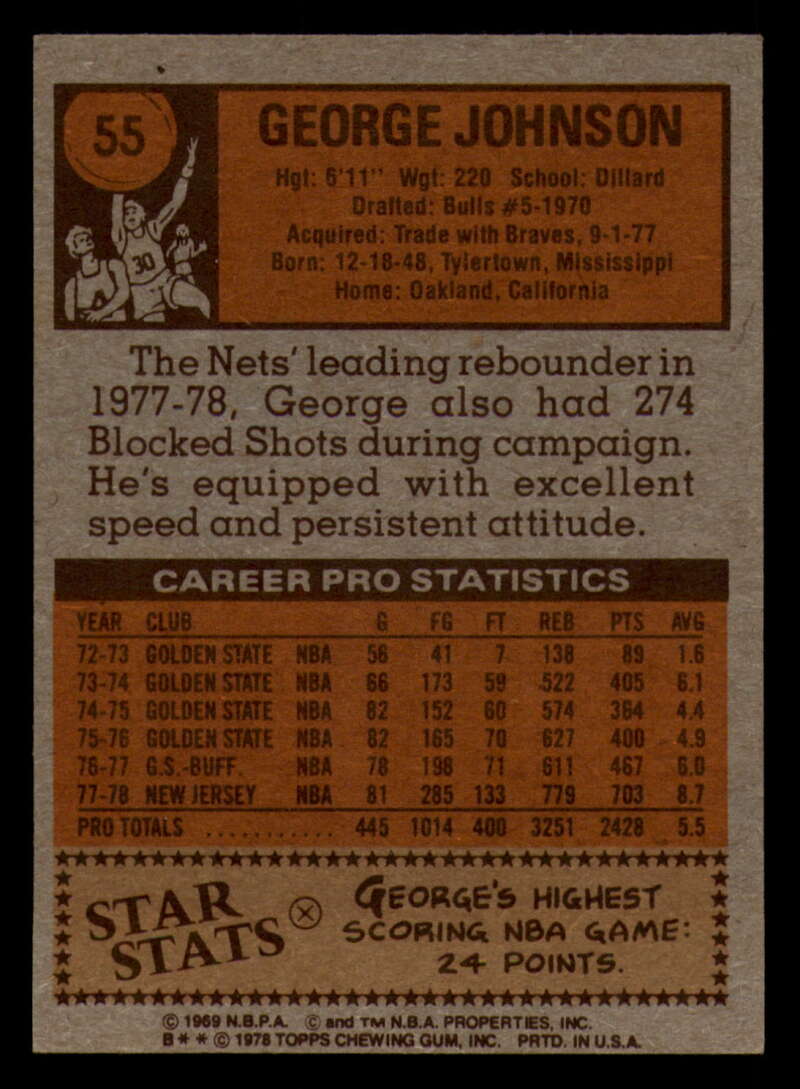 55
30
GEORGE JOHNSON
Hgt: 6'11" Wgt: 220 School: Dillard
Drafted: Bulls #5-1970
Acquired: Trade with Braves, 9-1-77
Born: 12-18-48, Tylertown, Mississippi
Home: Oakland, California
The Nets' leading rebounder in
1977-78, George also had 274
Blocked Shots during campaign.
He's equipped with excellent
speed and persistent attitude.
CAREER PRO STATISTICS
YEAR CLUB G FG FT REB PTS AVG
72-73 GOLDEN STATE NBA 56 41 7 138 89 1.6
73-74 GOLDEN STATE NBA 66 173 59 522 405 6.1
74-75 GOLDEN STATE NBA 82 152 60 574 364 4.4
75-76 GOLDEN STATE NBA 82 165 70 627 400 4.9
76-77 G.S.-BUFF. NBA 78 198 71 611 467 6.0
77-78 NEW JERSEY NBA 81 285 133 779 703 8.7
PRO TOTALS ............ 445 1014 400 3251 2428 5.5
STAR
STATS
GEORGE'S HIGHEST
SCORING NBA GAME:
24 POINTS.
© 1969 N.B.P.A. © and TM N.B.A. PROPERTIES, INC.
B* * © 1978 TOPPS CHEWING GUM, INC. PRTD. IN U.S.A.